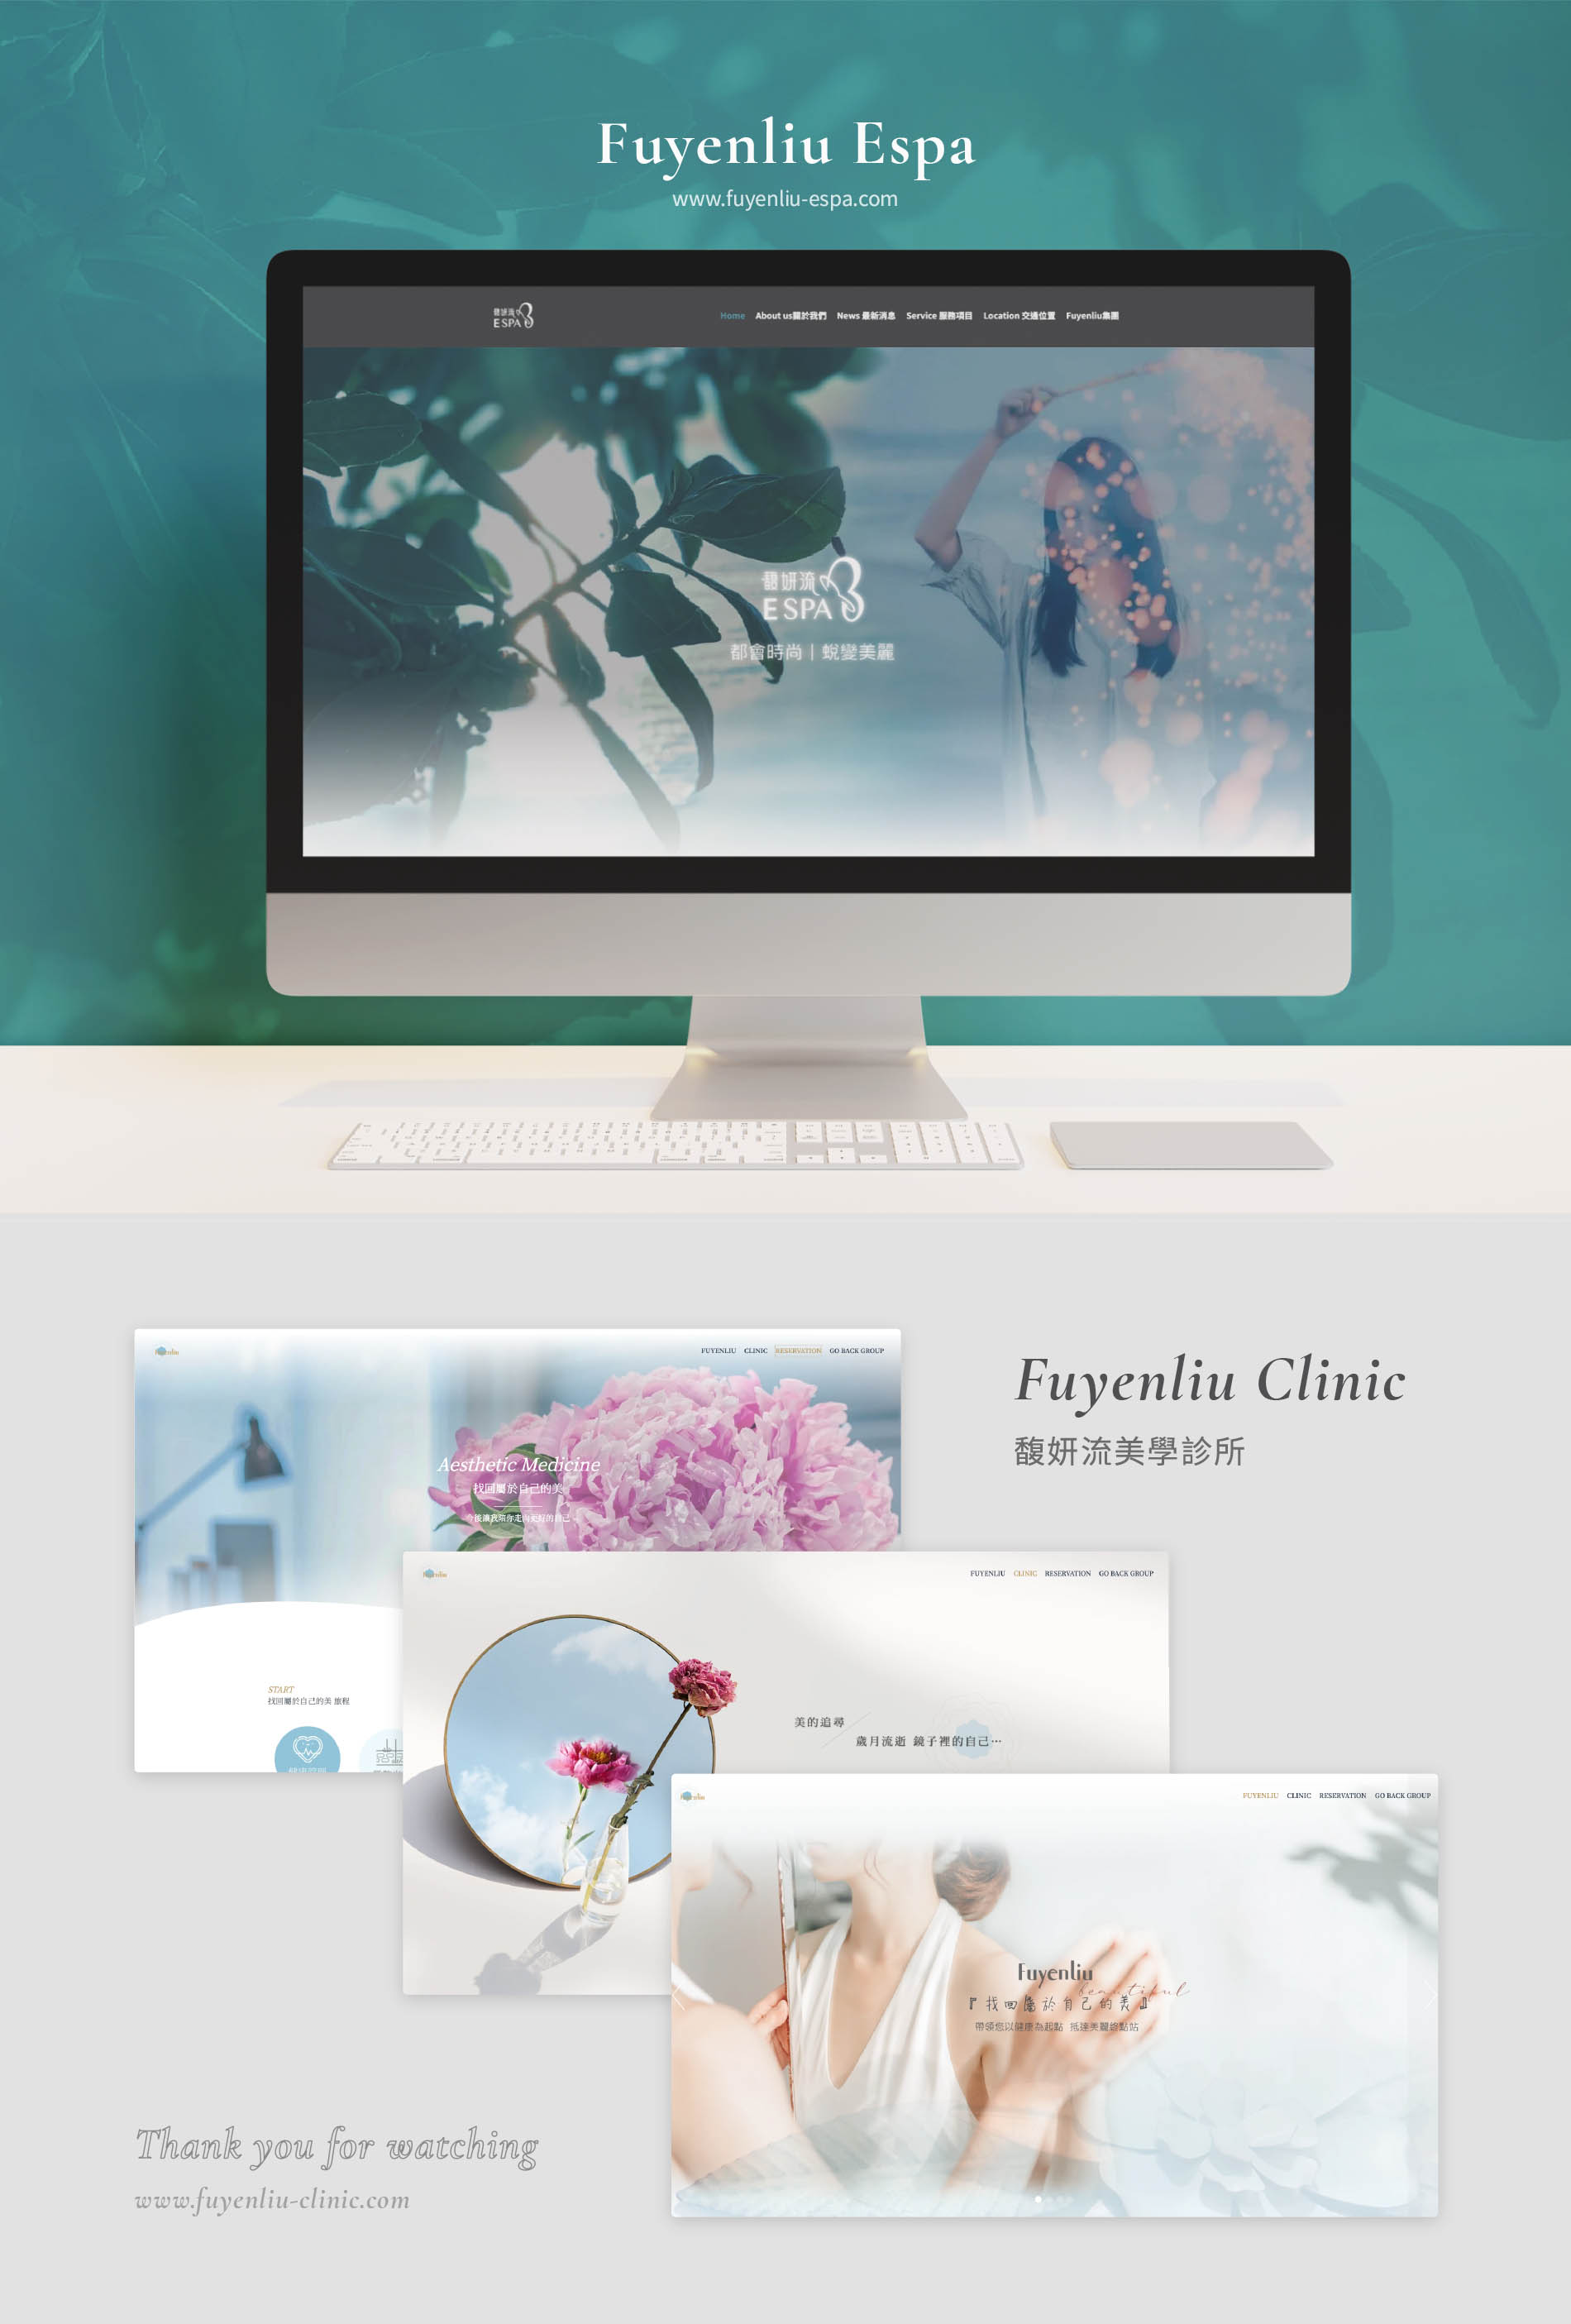 Fuyenliu Espa
www.fuyenliu-espa.com
馥妍流
ESPA
Home About us關於我們 News 最新消息 Service 服務項目 Location 交通位置 Fuyenliu集團
馥妍流
ESPA
都會時尚｜蛻變美麗
Fuyenliu
FUYENLIU CLINIC RESERVATION GO BACK GROUP
Aesthetic Medicine
找回屬於自己的美
START
找回屬於自己的美 旅程
Fuyenliu Clinic
馥妍流美學診所
Fuyenliu
FUYENLIU CLINIC RESERVATION GO BACK GROUP
美的追尋
歲月流逝 鏡子裡的自己⋯
Fuyenliu
FUYENLIU CLINIC RESERVATION GO BACK GROUP
Fuyenliu
beautiful
『找回屬於自己的美』
帶領您以健康為起點 抵達美麗終點站
Thank you for watching
www.fuyenliu-clinic.com